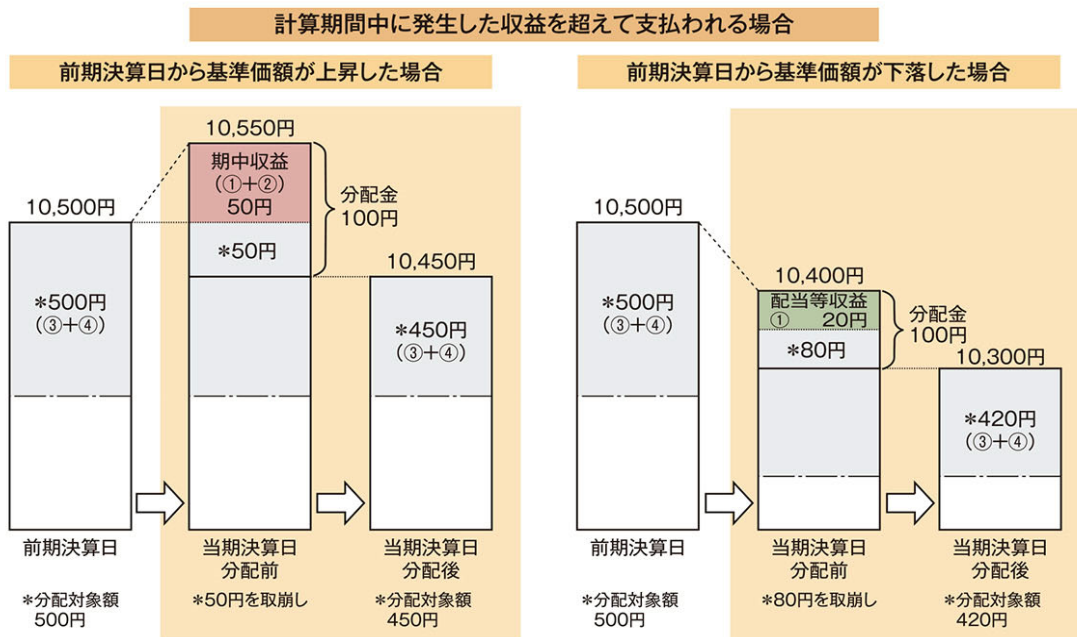 計算期間中に発生した収益を超えて支払われる場合
前期決算日から基準価額が上昇した場合
10,550円
期中収益
(①+②)
50円
分配金
100円
10,500円
*50円
10,450円
*500円
(③+④)
*450円
(③+④)
前期決算日
当期決算日
分配前
当期決算日
分配後
*分配対象額
500円
*50円を取崩し
*分配対象額
450円
前期決算日から基準価額が下落した場合
10,500円
10,400円
配当等収益
① 20円
分配金
100円
*500円
(③+④)
*80円
10,300円
*420円
(③+④)
前期決算日
当期決算日
分配前
当期決算日
分配後
*分配対象額
500円
*80円を取崩し
*分配対象額
420円